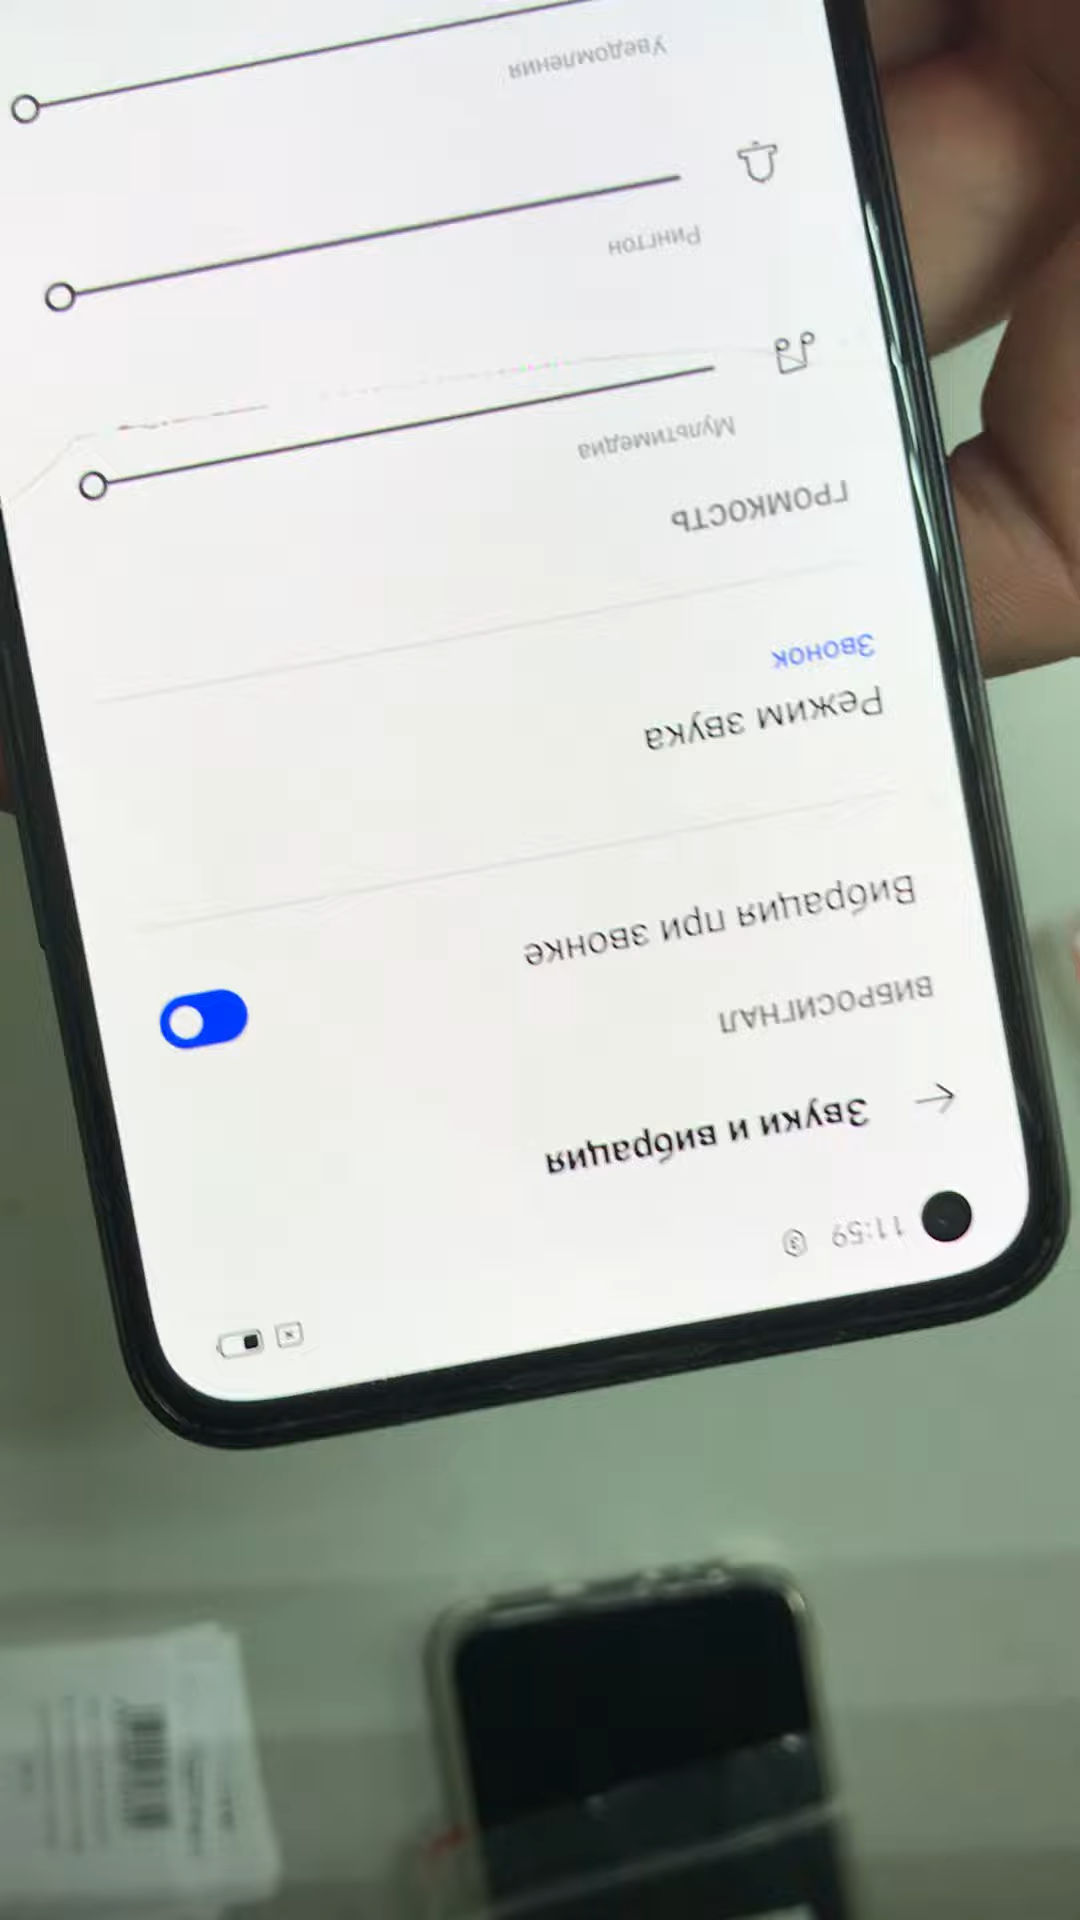 11:59
Звуки и вибрация
ВИБРОСИГНАЛ
Вибрация при звонке
Режим звука
Звонок
ГРОМКОСТЬ
Мультимедиа
Рингтон
Уведомления